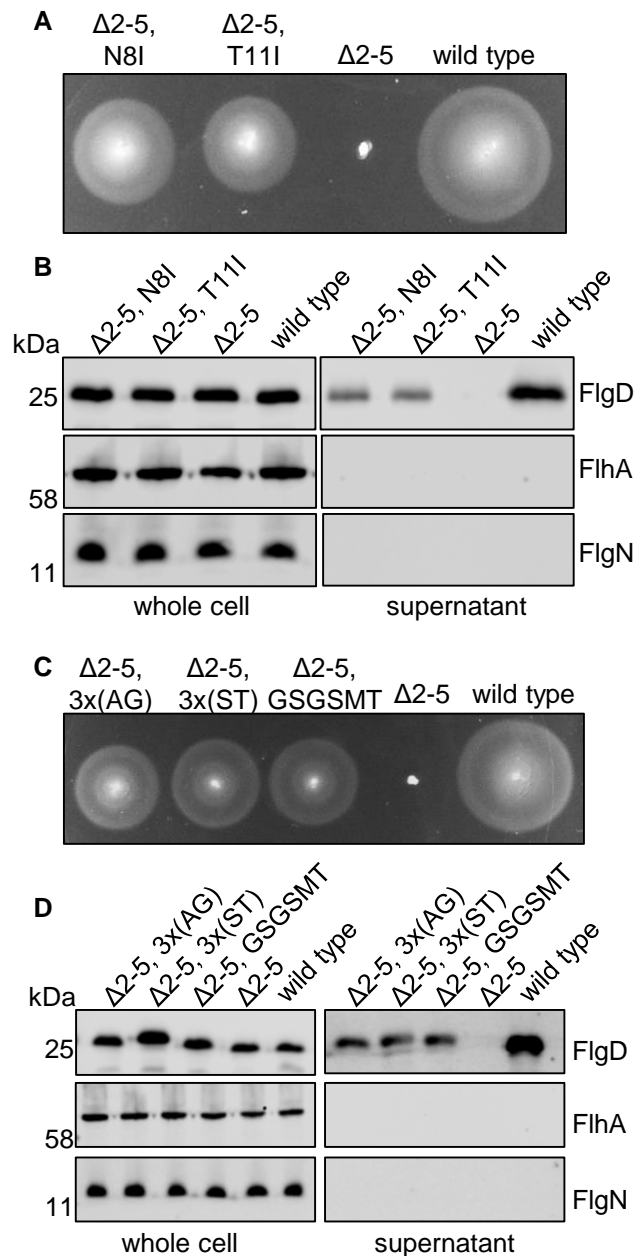 A
Δ2-5, N8I
Δ2-5, T11I
Δ2-5
wild type
B
Δ2-5, N8I
Δ2-5, T11I
Δ2-5
wild type
Δ2-5, N8I
Δ2-5, T11I
Δ2-5
wild type
kDa
25
FlgD
58
FlhA
11
FlgN
whole cell
supernatant
C
Δ2-5, 3x(AG)
Δ2-5, 3x(ST)
Δ2-5, GSGSMT
Δ2-5
wild type
D
Δ2-5, 3x(AG)
Δ2-5, 3x(ST)
Δ2-5, GSGSMT
Δ2-5
wild type
Δ2-5, 3x(AG)
Δ2-5, 3x(ST)
Δ2-5, GSGSMT
Δ2-5
wild type
kDa
25
FlgD
58
FlhA
11
FlgN
whole cell
supernatant